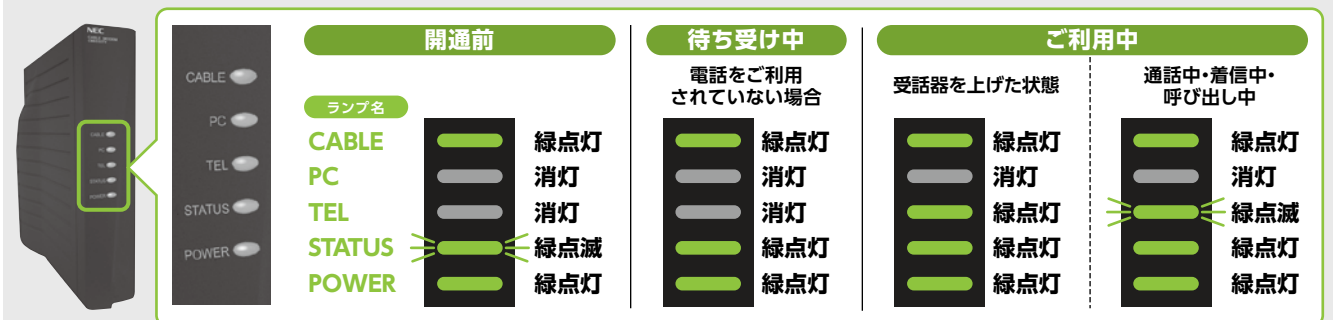 NEC
CABLE
PC
TEL
STATUS
POWER
CABLE
PC
TEL
STATUS
POWER
開通前
ランプ名
CABLE 緑点灯
PC 消灯
TEL 消灯
STATUS 緑点滅
POWER 緑点灯
待ち受け中
電話をご利用
されていない場合
緑点灯
消灯
消灯
緑点灯
緑点灯
ご利用中
受話器を上げた状態
緑点灯
消灯
緑点灯
緑点灯
緑点灯
通話中・着信中・
呼び出し中
緑点灯
消灯
緑点滅
緑点灯
緑点灯